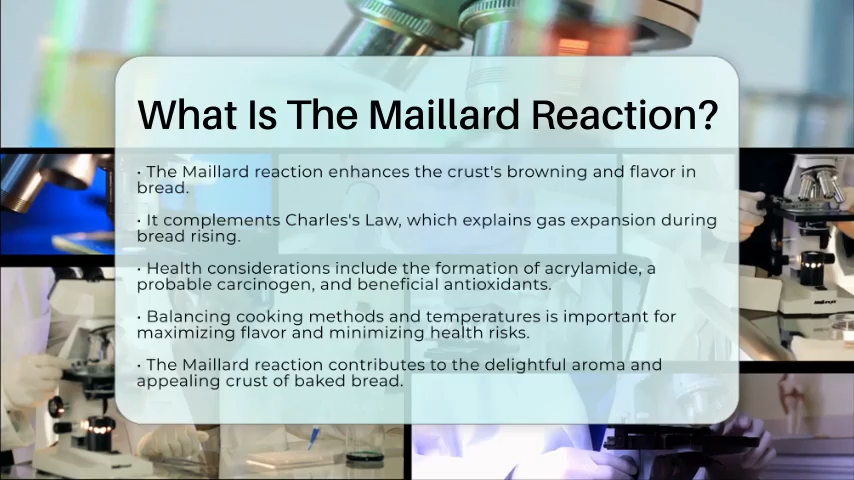 What Is The Maillard Reaction?
• The Maillard reaction enhances the crust's browning and flavor in
bread.
• It complements Charles's Law, which explains gas expansion during
bread rising.
• Health considerations include the formation of acrylamide, a
probable carcinogen, and beneficial antioxidants.
• Balancing cooking methods and temperatures is important for
maximizing flavor and minimizing health risks.
• The Maillard reaction contributes to the delightful aroma and
appealing crust of baked bread.